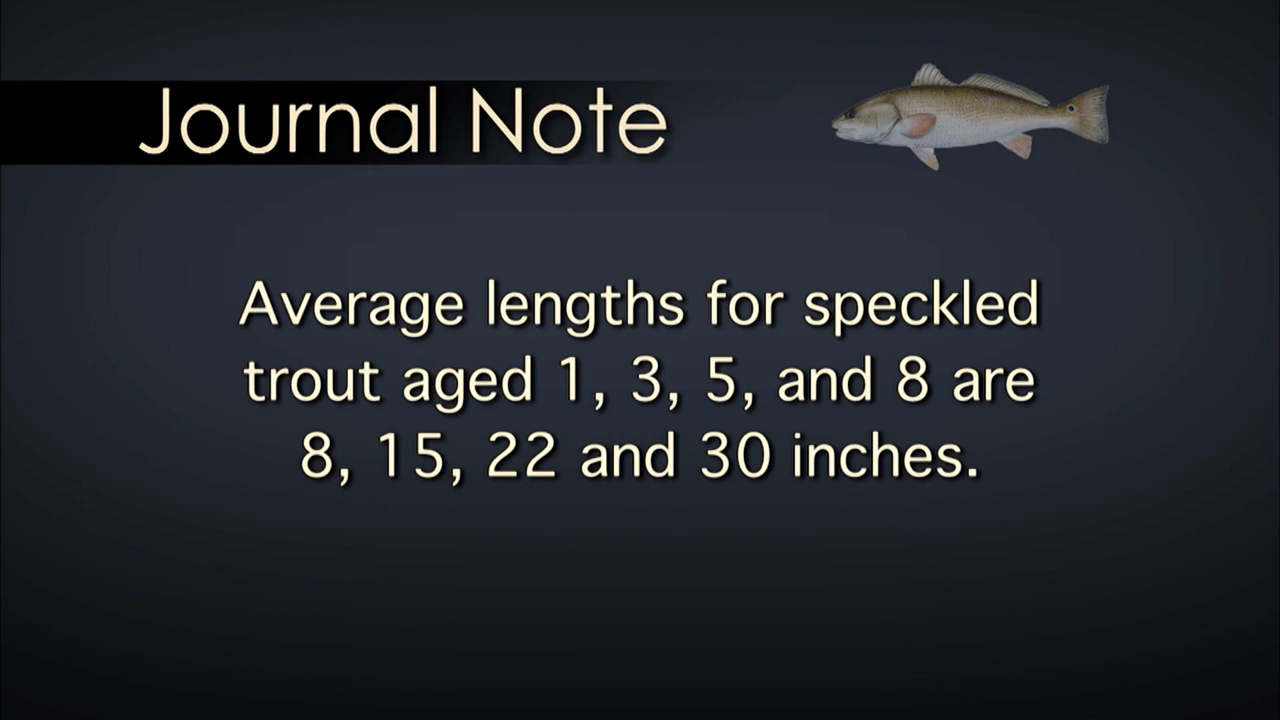 Journal Note
Average lengths for speckled
trout aged 1, 3, 5, and 8 are
8, 15, 22 and 30 inches.